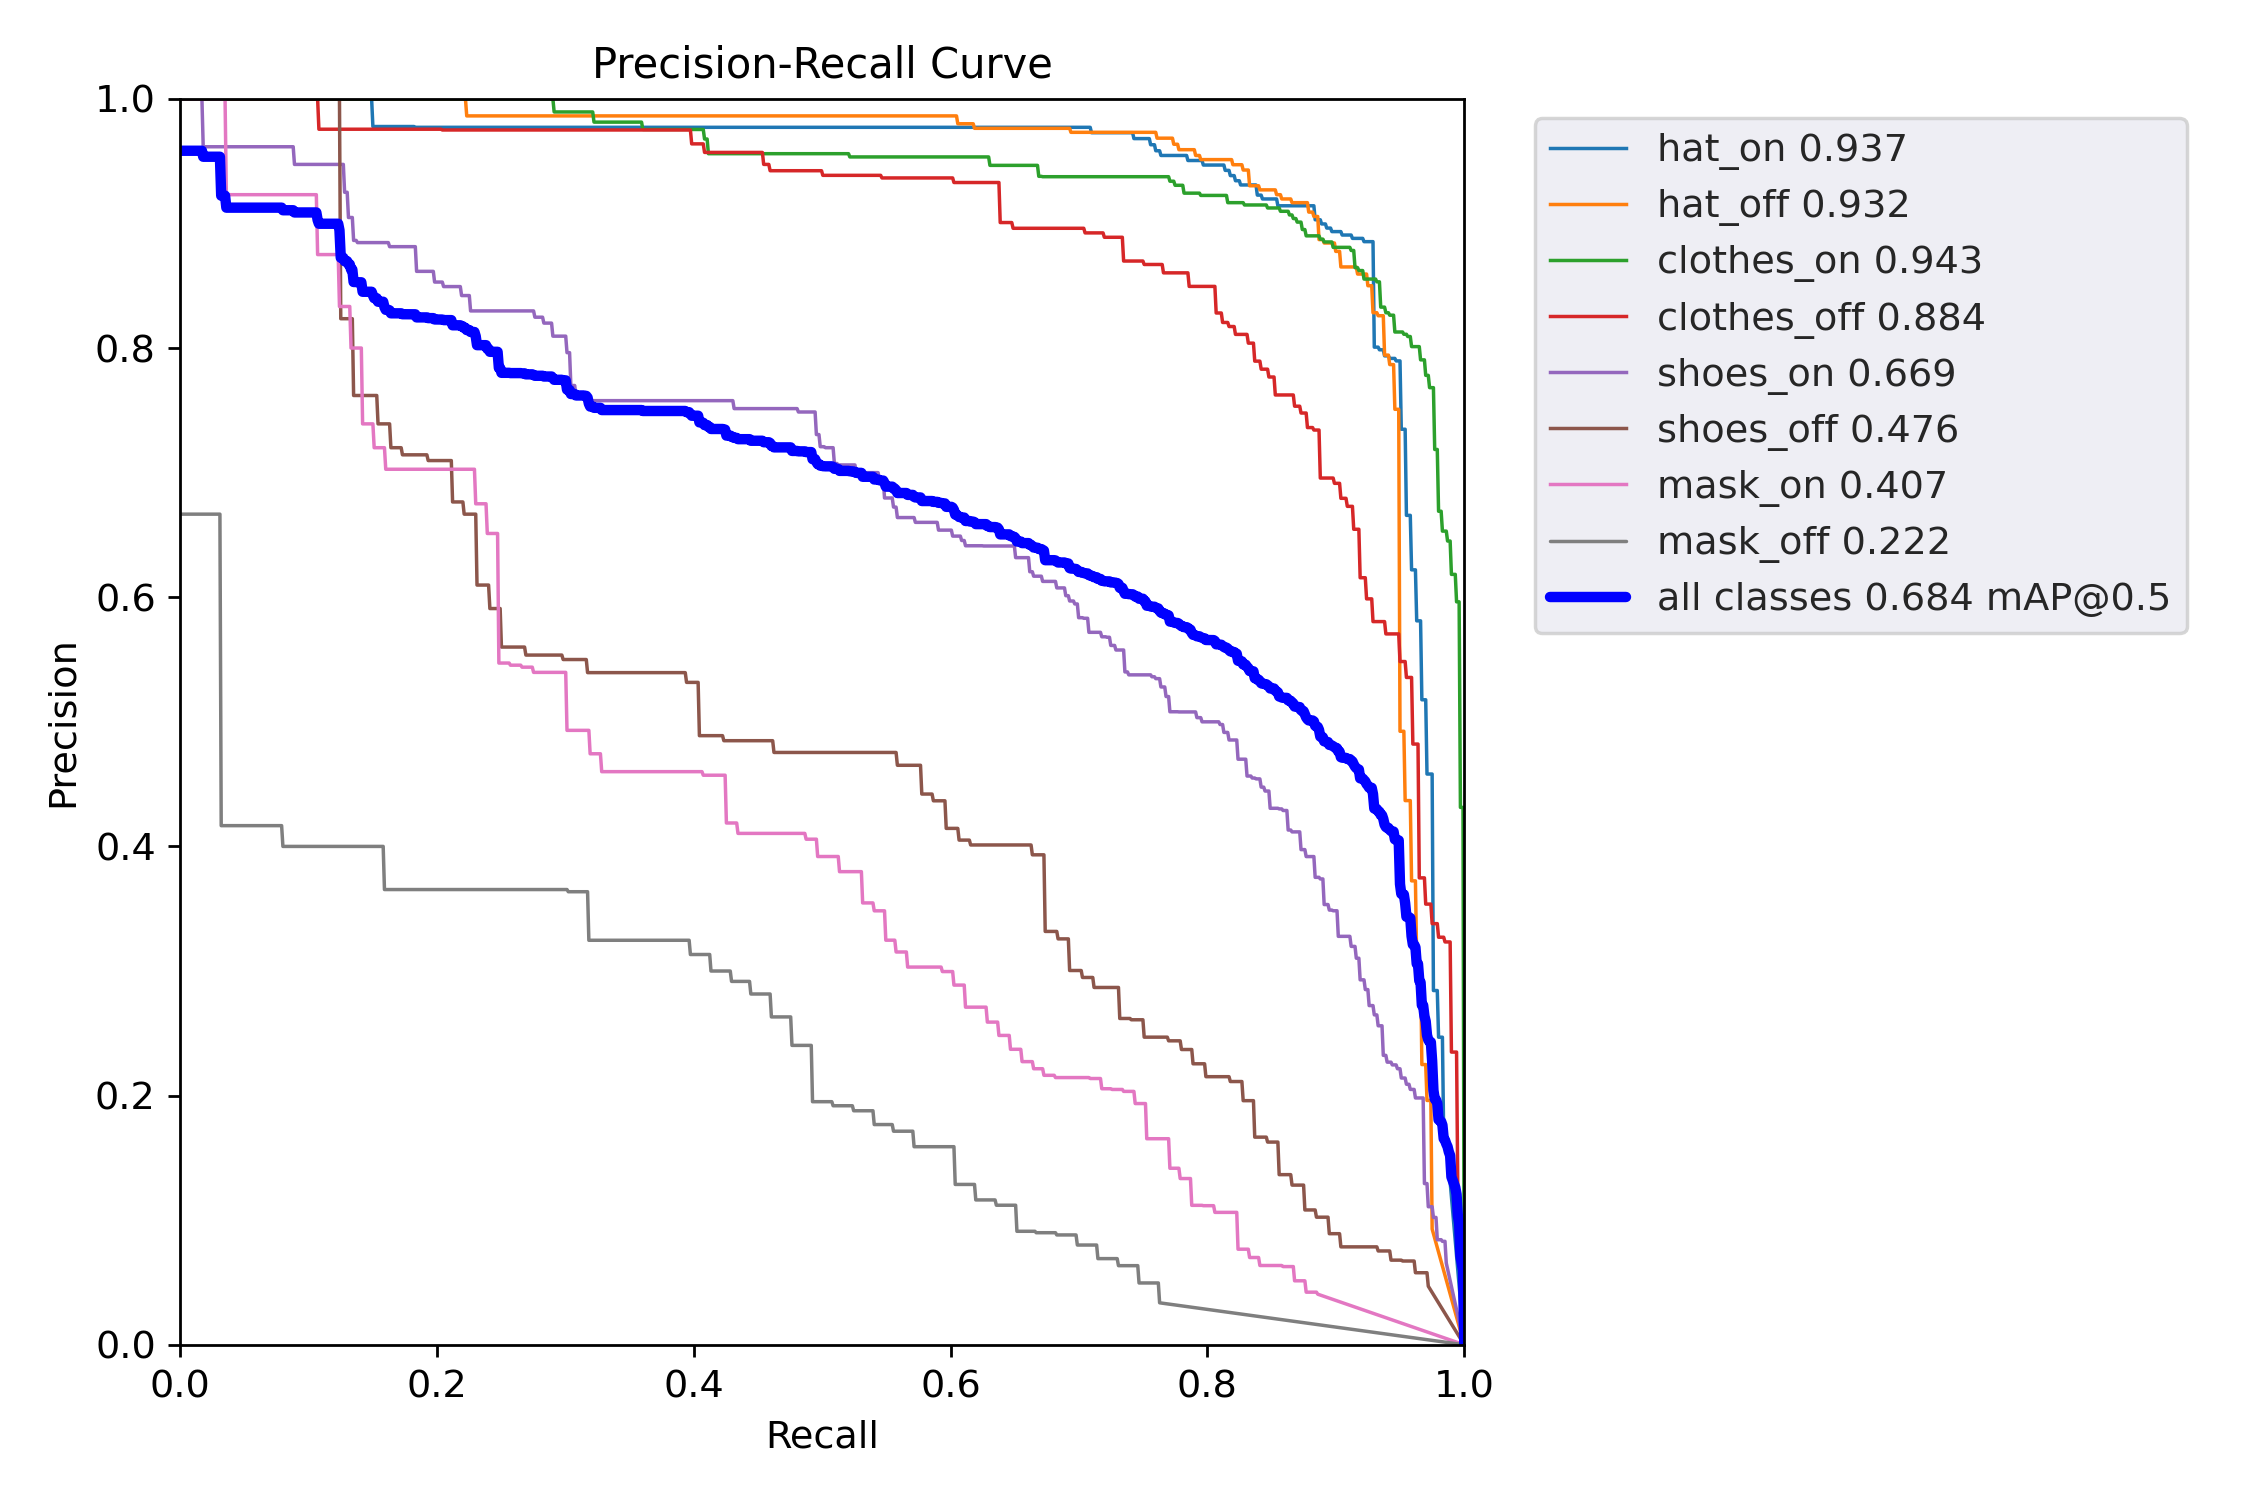 Precision-Recall Curve
1.0
0.8
0.6
0.4
0.2
0.0
Precision
0.0 0.2 0.4 0.6 0.8 1.0
Recall
hat_on 0.937
hat_off 0.932
clothes_on 0.943
clothes_off 0.884
shoes_on 0.669
shoes_off 0.476
mask_on 0.407
mask_off 0.222
all classes 0.684 mAP@0.5